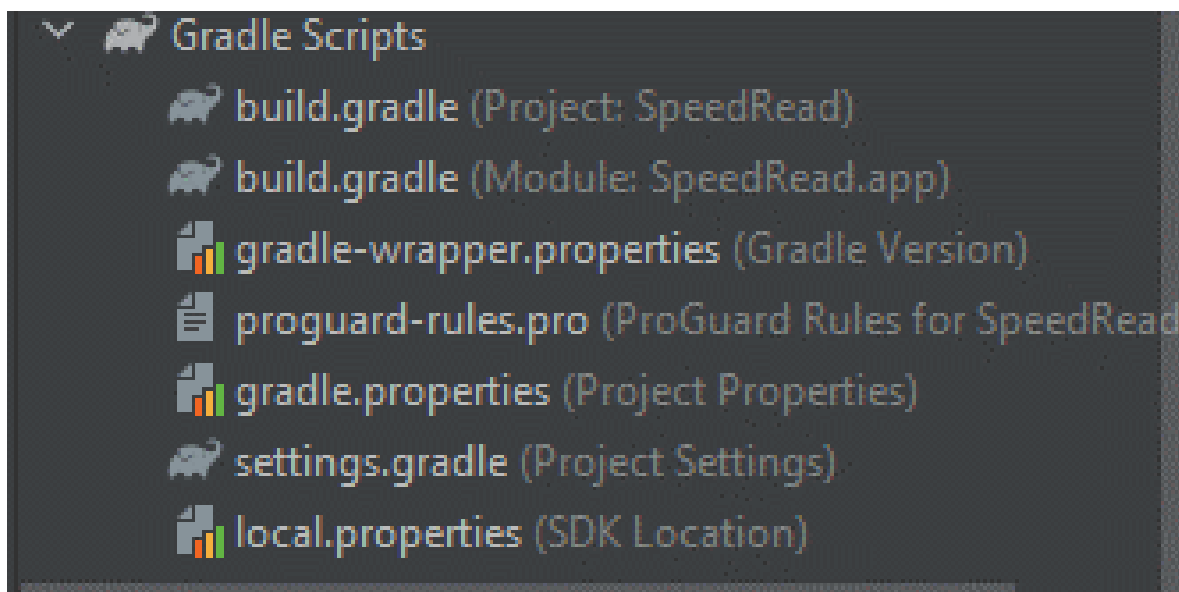 Gradle Scripts
build.gradle (Project: SpeedRead)
build.gradle (Module: SpeedRead.app)
gradle-wrapper.properties (Gradle Version)
proguard-rules.pro (ProGuard Rules for SpeedRead
gradle.properties (Project Properties)
settings.gradle (Project Settings)
local.properties (SDK Location)